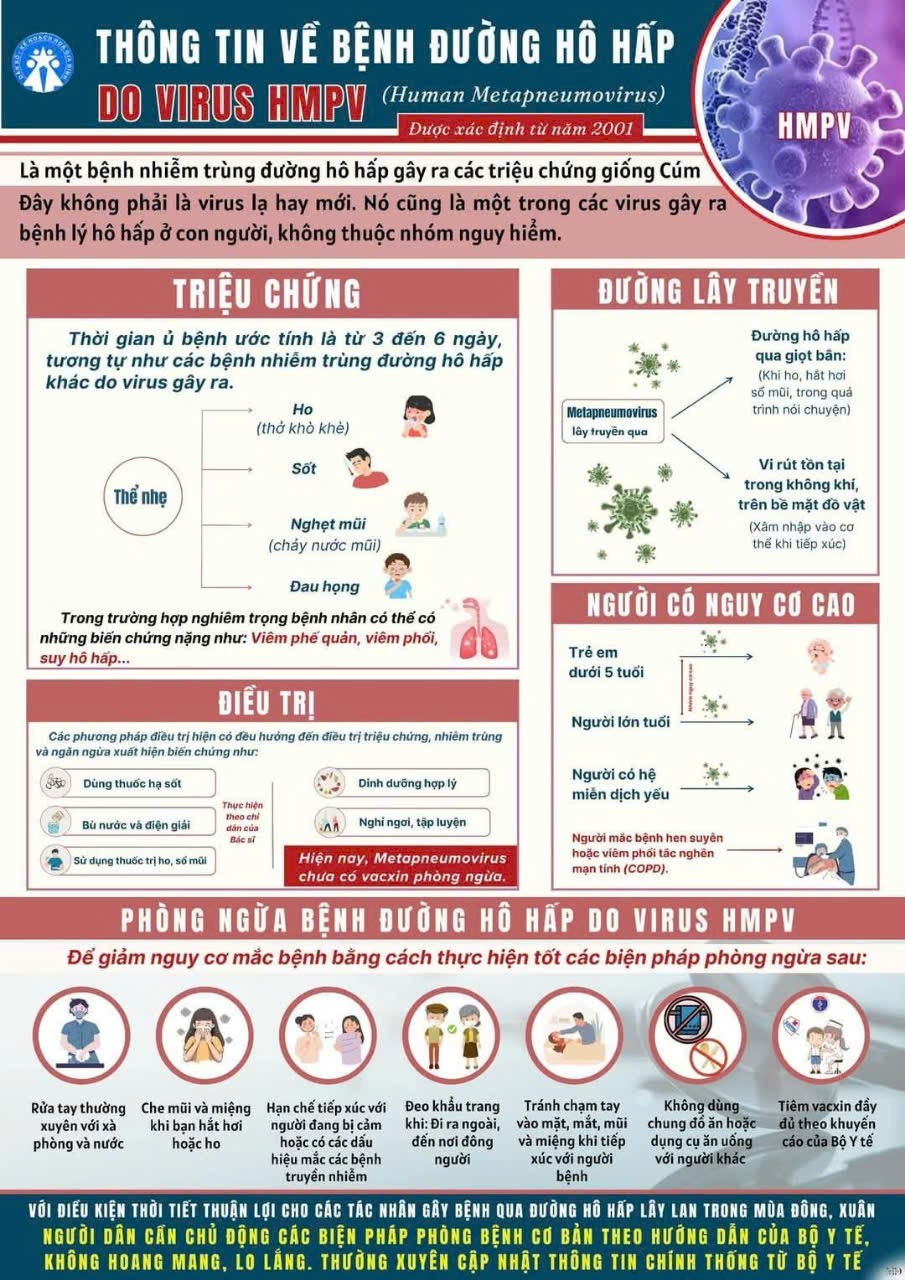 THÔNG TIN VỀ BỆNH ĐƯỜNG HÔ HẤP
DO VIRUS HMPV (Human Metapneumovirus)
Được xác định từ năm 2001
HMPV
Là một bệnh nhiễm trùng đường hô hấp gây ra các triệu chứng giống Cúm
Đây không phải là virus lạ hay mới. Nó cũng là một trong các virus gây ra
bệnh lý hô hấp ở con người, không thuộc nhóm nguy hiểm.
TRIỆU CHỨNG
Thời gian ủ bệnh ước tính là từ 3 đến 6 ngày,
tương tự như các bệnh nhiễm trùng đường hô hấp
khác do virus gây ra.
Thể nhẹ
Ho
(thở khò khè)
Sốt
Nghẹt mũi
(chảy nước mũi)
Đau họng
Trong trường hợp nghiêm trọng bệnh nhân có thể có
những biến chứng nặng như: Viêm phế quản, viêm phổi,
suy hô hấp...
ĐƯỜNG LÂY TRUYỀN
Metapneumovirus
lây truyền qua
Đường hô hấp
qua giọt bắn:
(Khi ho, hắt hơi
sổ mũi, trong quá
trình nói chuyện)
Vi rút tồn tại
trong không khí,
trên bề mặt đồ vật
(Xâm nhập vào cơ
thể khi tiếp xúc)
NGƯỜI CÓ NGUY CƠ CAO
Trẻ em
dưới 5 tuổi
Người lớn tuổi
Người có hệ
miễn dịch yếu
Người mắc bệnh hen suyễn
hoặc viêm phổi tắc nghẽn
mạn tính (COPD).
ĐIỀU TRỊ
Các phương pháp điều trị hiện có đều hướng đến điều trị triệu chứng, nhiễm trùng
và ngăn ngừa xuất hiện biến chứng như:
Dùng thuốc hạ sốt
Bù nước và điện giải
Sử dụng thuốc trị ho, sổ mũi
Thực hiện
theo chỉ
dẫn của
Bác sĩ
Dinh dưỡng hợp lý
Nghỉ ngơi, tập luyện
Hiện nay, Metapneumovirus
chưa có vacxin phòng ngừa.
PHÒNG NGỪA BỆNH ĐƯỜNG HÔ HẤP DO VIRUS HMPV
Để giảm nguy cơ mắc bệnh bằng cách thực hiện tốt các biện pháp phòng ngừa sau:
Rửa tay thường
xuyên với xà
phòng và nước
Che mũi và miệng
khi bạn hắt hơi
hoặc ho
Hạn chế tiếp xúc với
người đang bị cảm
hoặc có các dấu
hiệu mắc các bệnh
truyền nhiễm
Đeo khẩu trang
khi: Đi ra ngoài,
đến nơi đông
người
Tránh chạm tay
vào mặt, mắt, mũi
và miệng khi tiếp
xúc với người
bệnh
Không dùng
chung đồ ăn hoặc
dụng cụ ăn uống
với người khác
Tiêm vacxin đầy
đủ theo khuyến
cáo của Bộ Y tế
VỚI ĐIỀU KIỆN THỜI TIẾT THUẬN LỢI CHO CÁC TÁC NHÂN GÂY BỆNH QUA ĐƯỜNG HÔ HẤP LÂY LAN TRONG MÙA ĐÔNG, XUÂN
NGƯỜI DÂN CẦN CHỦ ĐỘNG CÁC BIỆN PHÁP PHÒNG BỆNH CƠ BẢN THEO HƯỚNG DẪN CỦA BỘ Y TẾ,
KHÔNG HOANG MANG, LO LẮNG. THƯỜNG XUYÊN CẬP NHẬT THÔNG TIN CHÍNH THỐNG TỪ BỘ Y TẾ